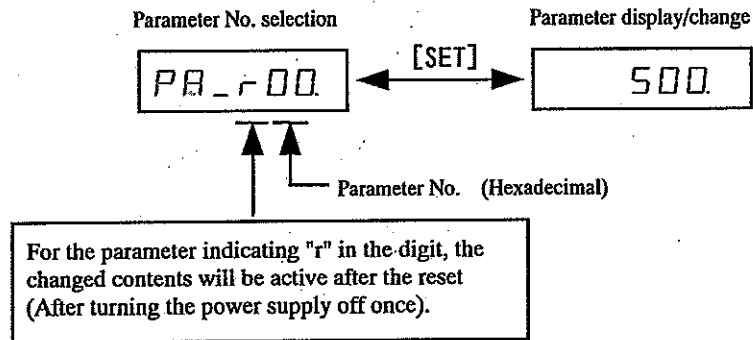 Parameter No. selection
Parameter display/change
PA_r00.
[SET]
500.
Parameter No. (Hexadecimal)
For the parameter indicating "r" in the digit, the
changed contents will be active after the reset
(After turning the power supply off once).